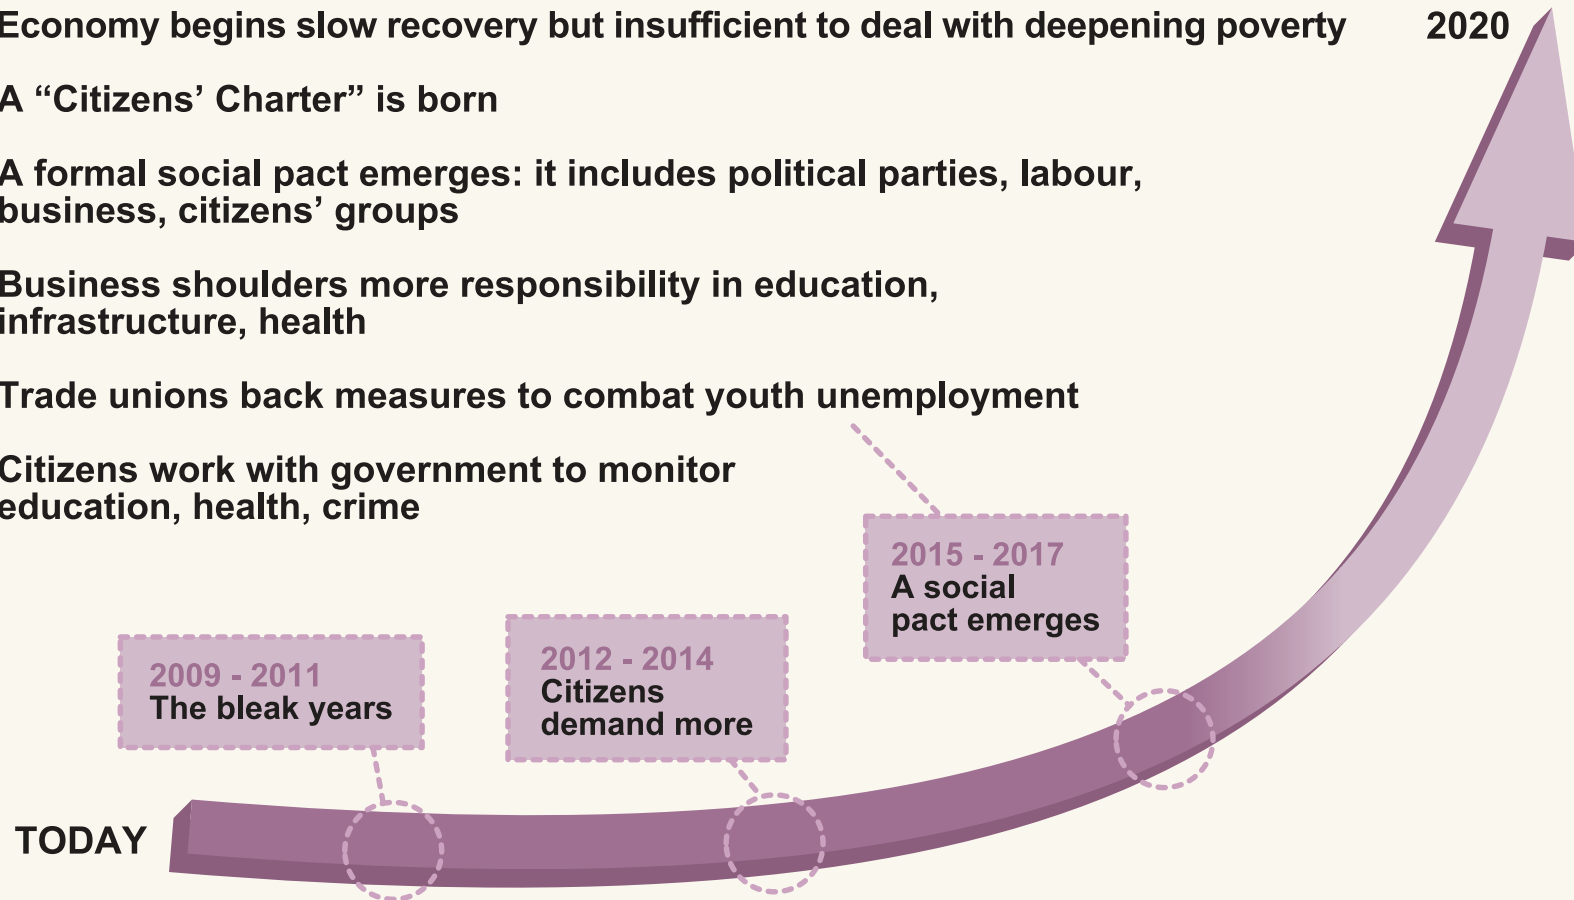 Economy begins slow recovery but insufficient to deal with deepening poverty
2020
A “Citizens’ Charter” is born
A formal social pact emerges: it includes political parties, labour,
business, citizens’ groups
Business shoulders more responsibility in education,
infrastructure, health
Trade unions back measures to combat youth unemployment
Citizens work with government to monitor
education, health, crime
2015 - 2017
A social
pact emerges
2012 - 2014
Citizens
demand more
2009 - 2011
The bleak years
TODAY